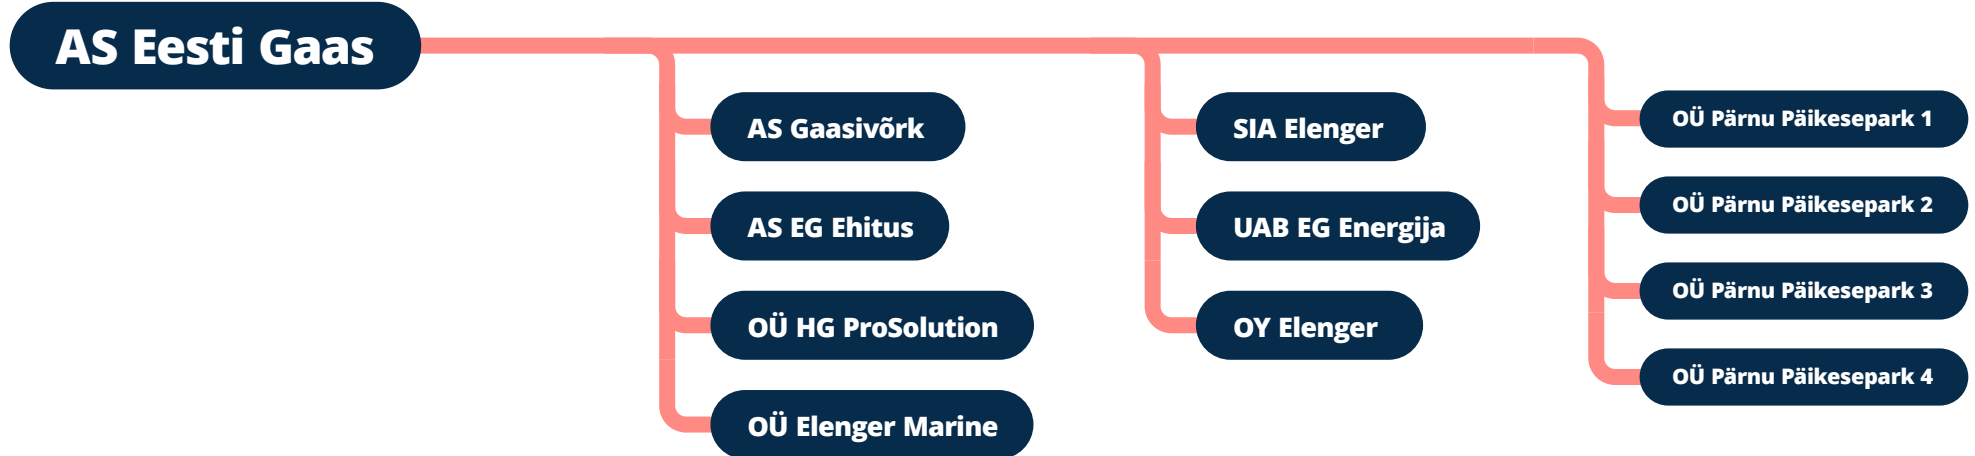 AS Eesti Gaas
AS Gaasivõrk
AS EG Ehitus
OÜ HG ProSolution
OÜ Elenger Marine
SIA Elenger
UAB EG Energija
OY Elenger
OÜ Pärnu Päikesepark 1
OÜ Pärnu Päikesepark 2
OÜ Pärnu Päikesepark 3
OÜ Pärnu Päikesepark 4